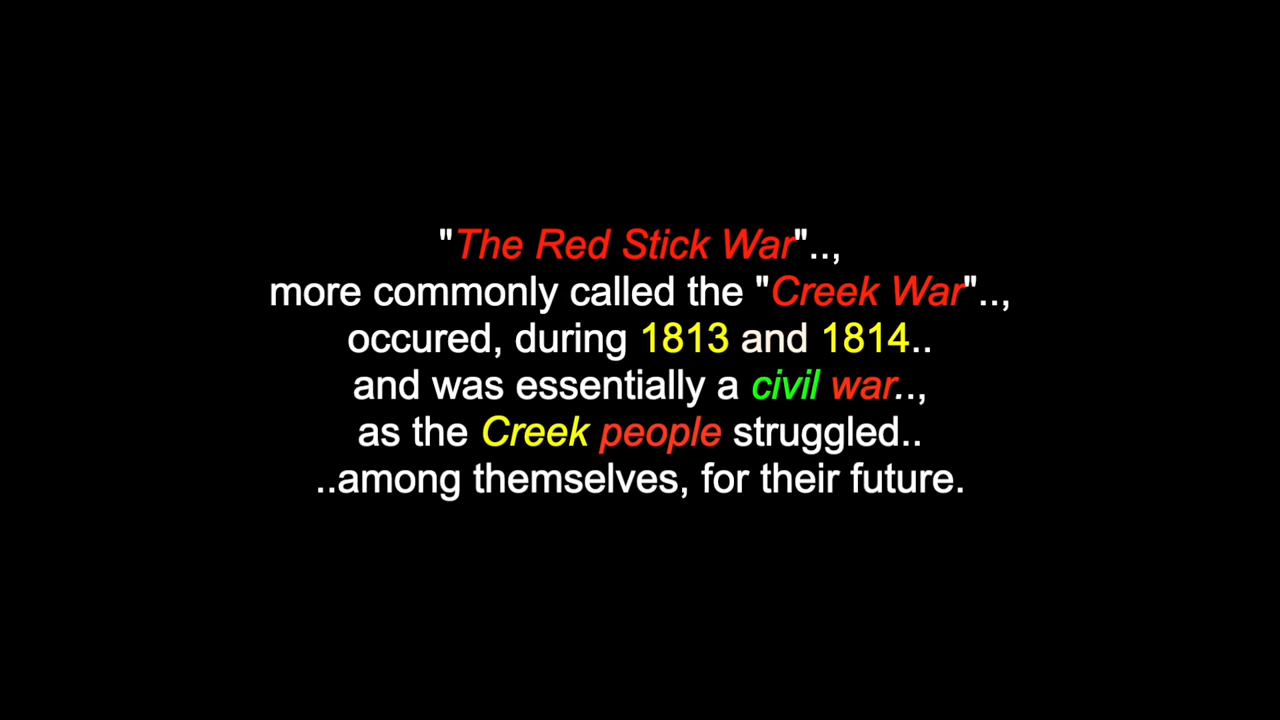 "The Red Stick War"..,
more commonly called the "Creek War"..,
occured, during 1813 and 1814..
and was essentially a civil war..,
as the Creek people struggled..
..among themselves, for their future.